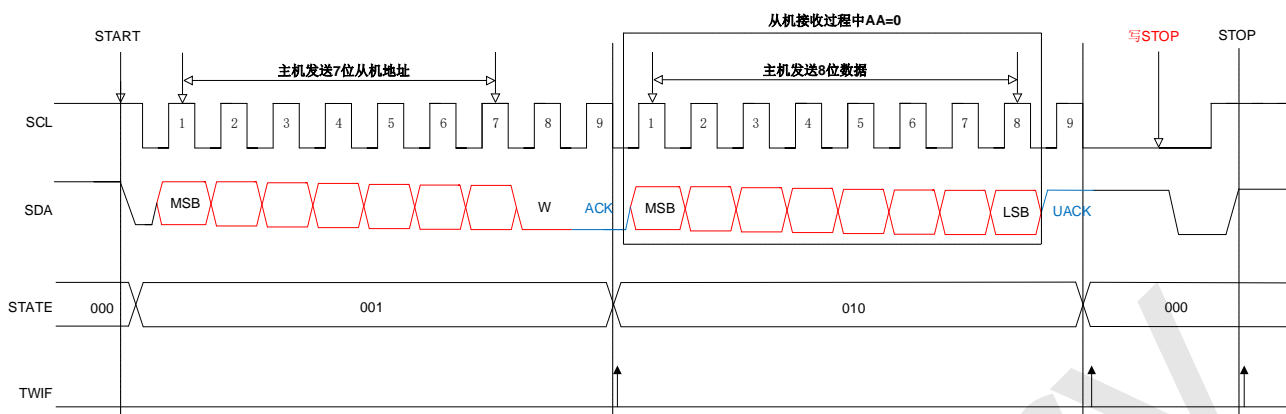 从机接收过程中AA=0
START
写STOP
STOP
主机发送7位从机地址
主机发送8位数据
SCL
1 2 3 4 5 6 7 8 9 1 2 3 4 5 6 7 8 9
SDA
MSB W ACK MSB LSB UACK
STATE
000 001 010 000
TWIF